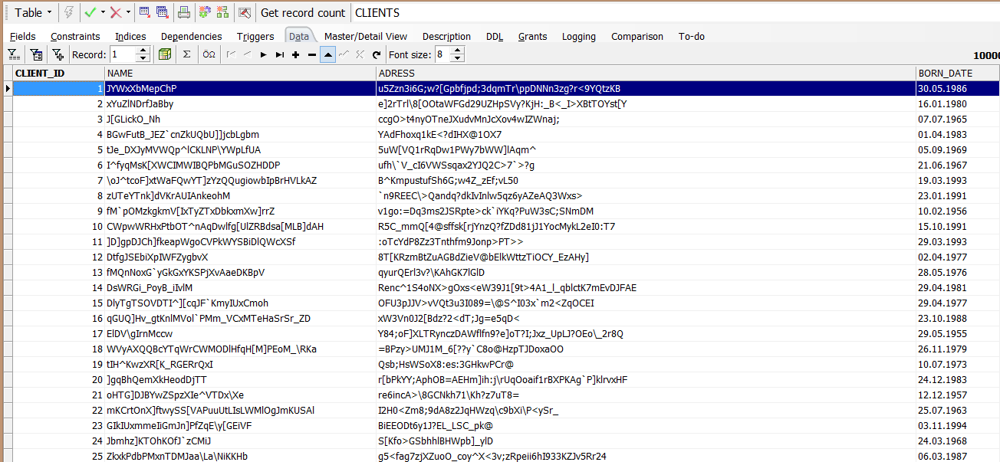 Table Get record count CLIENTS
Fields Constraints Indices Dependencies Triggers Data Master/Detail View Description DDL Grants Logging Comparison To-do
Record: 1 Σ ÖΩ Font size: 8 10000
CLIENT_ID NAME ADRESS BORN_DATE
1 JYWxXbMepChP u5Zzn3i6G;w?[Gpbfjpd;3dqmTr\ppDNNn3zg?r<9YQtzKB 30.05.1986
2 xYuZlNDrfJaBby e]2rTrl\8[OOtaWFGd29UZHpSVy?KjH:_B<_I>XBtTOYst[Y 16.01.1980
3 J[GLickO_Nh ccgO>t4nyOTneJXudvMnJcXov4wIZWnaj; 07.07.1965
4 BGwFutB_JEZ`cnZkUQbU]]jcbLgbm YAdFhoxq1kE<?dIHX@1OX7 01.04.1983
5 tJe_DXJyMVWQp^lCKLNP\YWpLfUA 5uW[VQ1rRqDw1PWy7bWW]lAqm^ 05.09.1969
6 I^fyqMsK[XWCIMWIBQPbMGuSOZHDDP ufh\`V_cI6VWSsqax2YJQ2C>7`>?g 21.06.1967
7 \oJ^tcoF]xtWaFQwYT]zYzQQugiowbIpBrHVLkAZ B^KmpustufSh6G;w4Z_zEf;vL50 19.03.1993
8 zUTeYTnk]dVKrAUIAnkeohM `n9REEC\>Qandq?dkIvInlw5qz6yAZeAQ3Wxs> 23.01.1991
9 fM`pOMzkgkmV[IxTyZTxDbkxmXw]rrZ v1go:=Dq3ms2JSRpte>ck`iYKq?PuW3sC;SNmDM 10.02.1956
10 CWpwWRHxPtbOT^nAqDwlfg[UlZRBdsa[MLB]dAH R5C_mmQ[4@sffsk[rjYnzQ?fZDd81jJ1YocMykL2eI0:T7 15.10.1991
11 ]D]gpDJCh]fkeapWgoCVPkWYSBiDlQWcXSf :oTcYdP8Zz3Tnthfm9Jonp>PT>> 29.03.1993
12 DtfgJSEbiXpIWFZygbvX 8T[KRzmBtZuAGBdZieV@bElkWttzTiOCY_EzAHy] 02.04.1977
13 fMQnNoxG`yGkGxYKSPjXvAaeDKBpV qyurQErl3v?\KAhGK7lGlD 28.05.1976
14 DsWRGi_PoyB_iIvlM Renc^1S4oNX>gOxs<eW39J1[9t>4A1_l_qblctK7mEvDJFAE 29.04.1981
15 DlyTgTSOVDTI^][cqJF`KmyIUxCmoh OFU3pJJV>vVQt3u3I089=\@S^I03x`m2<ZqOCEI 29.04.1977
16 qGUQ]Hv_gtKnlMVol`PMm_VCxMTeHaSrSr_ZD xW3Vn0J2[Bdz?2<dT;Jg=e5qD< 23.10.1988
17 ElDV\gIrnMccw Y84;oF]XLTRynczDAWflfn9?e]oT?I;Jxz_UpLJ?OEo\_2r8Q 29.05.1955
18 WVyAXQQBcYTqWrCWMODlHfqH[M]PEoM_\RKa =BPzy>UMJ1M_6[??y`C8o@HzpTJDoxaOO 26.11.1979
19 tIH^KwzXR[K_RGERrQxI Qsb;HsWSoX8:es:3GHkwPCr@ 10.07.1973
20 ]gqBhQemXkHeodDjTT r[bPkYY;AphOB=AEHm]ih:j\rUqOoaif1rBXPKAg`P]klrvxHF 24.12.1983
21 oHTG]DJBYwZSpzXIe^VTDx\Xe re6incA>\8GCNkh71\Kh?z7uT8= 12.12.1957
22 mKCrtOnX]ftwySS[VAPuuUtLIsLWMlOgJmKUSAl I2H0<Zm8;9dA8z2JqHWzq\c9bXi\P<ySr_ 25.07.1963
23 GIkIUxmmeIiGmJn]PfZqE\y[GEiVF BiEEODt6y1J?EL_LSC_pk@ 03.11.1994
24 Jbmhz]KTOhKOfJ`zCMiJ S[Kfo>GSbhhlBHWpb]_ylD 24.03.1968
25 ZkxkPdbPMxnTDMJaa\La\NiKKHb g5<fag7zjXZuoO_coy^X<3v;zRpeii6hI933KZJv5Rr24 06.03.1987